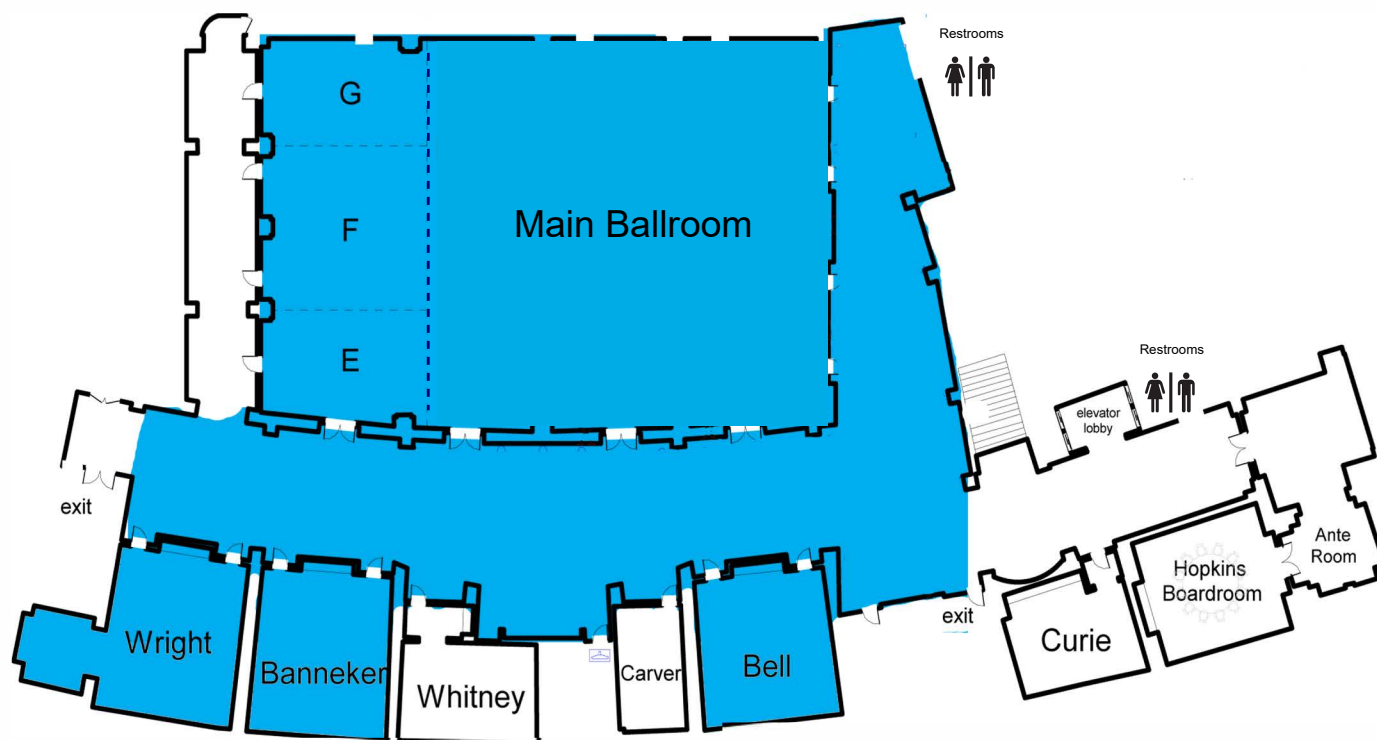 Restrooms
G
Main Ballroom
F
E
Restrooms
elevator
lobby
exit
Ante
Room
Hopkins
Boardroom
exit
Wright
Banneker
Whitney
Carver
Bell
Curie